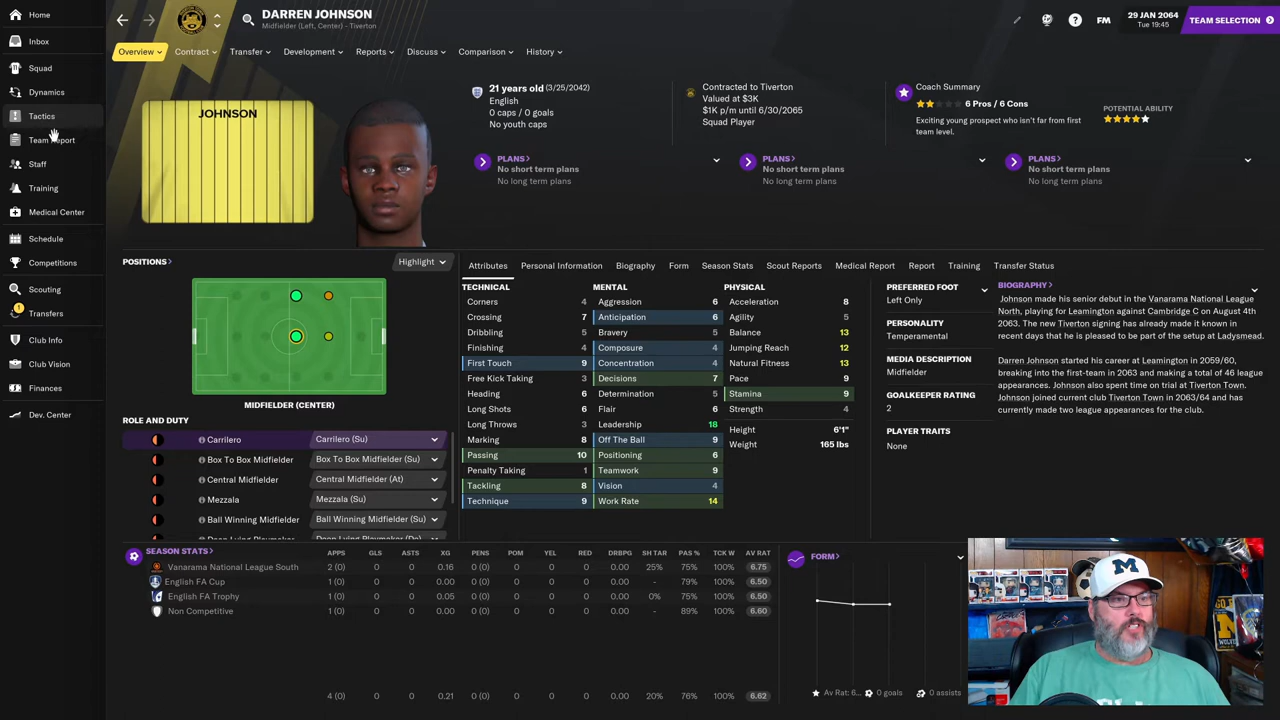 Home
Inbox
Squad
Dynamics
Tactics
Team Report
Staff
Training
Medical Center
Schedule
Competitions
Scouting
1
Transfers
Club Info
Club Vision
Finances
Dev. Center
DARREN JOHNSON
Midfielder (Left, Center) - Tiverton
FM
29 JAN 2064
Tue 19:45
TEAM SELECTION
Overview
Contract
Transfer
Development
Reports
Discuss
Comparison
History
JOHNSON
21 years old (3/25/2042)
English
0 caps / 0 goals
No youth caps
Contracted to Tiverton
Valued at $3K
$1K p/m until 6/30/2065
Squad Player
Coach Summary
6 Pros / 6 Cons
Exciting young prospect who isn't far from first team level.
POTENTIAL ABILITY
PLANS
No short term plans
No long term plans
PLANS
No short term plans
No long term plans
PLANS
No short term plans
No long term plans
POSITIONS
Highlight
MIDFIELDER (CENTER)
ROLE AND DUTY
Carrilero Carrilero (Su)
Box To Box Midfielder Box To Box Midfielder (Su)
Central Midfielder Central Midfielder (At)
Mezzala Mezzala (Su)
Ball Winning Midfielder Ball Winning Midfielder (Su)
Attributes Personal Information Biography Form Season Stats Scout Reports Medical Report Report Training Transfer Status
TECHNICAL
Corners 4
Crossing 7
Dribbling 5
Finishing 4
First Touch 9
Free Kick Taking 3
Heading 6
Long Shots 6
Long Throws 3
Marking 8
Passing 10
Penalty Taking 1
Tackling 8
Technique 9
MENTAL
Aggression 6
Anticipation 6
Bravery 5
Composure 4
Concentration 4
Decisions 7
Determination 5
Flair 6
Leadership 18
Off The Ball 9
Positioning 6
Teamwork 9
Vision 4
Work Rate 14
PHYSICAL
Acceleration 8
Agility 5
Balance 13
Jumping Reach 12
Natural Fitness 13
Pace 9
Stamina 9
Strength 4
Height 6'1"
Weight 165 lbs
PREFERRED FOOT
Left Only
PERSONALITY
Temperamental
MEDIA DESCRIPTION
Midfielder
GOALKEEPER RATING
2
PLAYER TRAITS
None
BIOGRAPHY
Johnson made his senior debut in the Vanarama National League
North, playing for Leamington against Cambridge C on August 4th
2063. The new Tiverton signing has already made it known in
recent days that he is pleased to be part of the setup at Ladysmead.
Darren Johnson started his career at Leamington in 2059/60,
breaking into the first-team in 2063 and making a total of 46 league
appearances. Johnson also spent time on trial at Tiverton Town.
Johnson joined current club Tiverton Town in 2063/64 and has
currently made two league appearances for the club.
SEASON STATS APPS GLS ASTS XG PENS POM YEL RED DRBPG SH TAR PAS % TCK W AV RAT
Vanarama National League South 2 (0) 0 0 0.16 0 (0) 0 0 0 0.00 25% 75% 100% 6.75
English FA Cup 1 (0) 0 0 0.00 0 (0) 0 0 0 0.00 - 79% 100% 6.50
English FA Trophy 1 (0) 0 0 0.05 0 (0) 0 0 0 0.00 0% 75% 100% 6.50
Non Competitive 1 (0) 0 0 0.00 0 (0) 0 0 0 0.00 - 89% 100% 6.60
4 (0) 0 0 0.21 0 (0) 0 0 0 0.00 20% 76% 100% 6.62
FORM
Av Rat: 6... 0 goals 0 assists
M